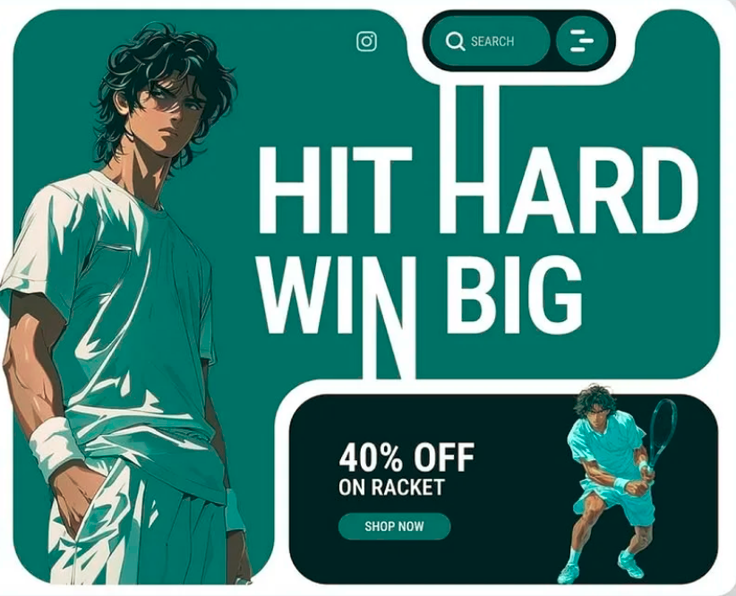 SEARCH
HIT HARD
WIN BIG
40% OFF
ON RACKET
SHOP NOW